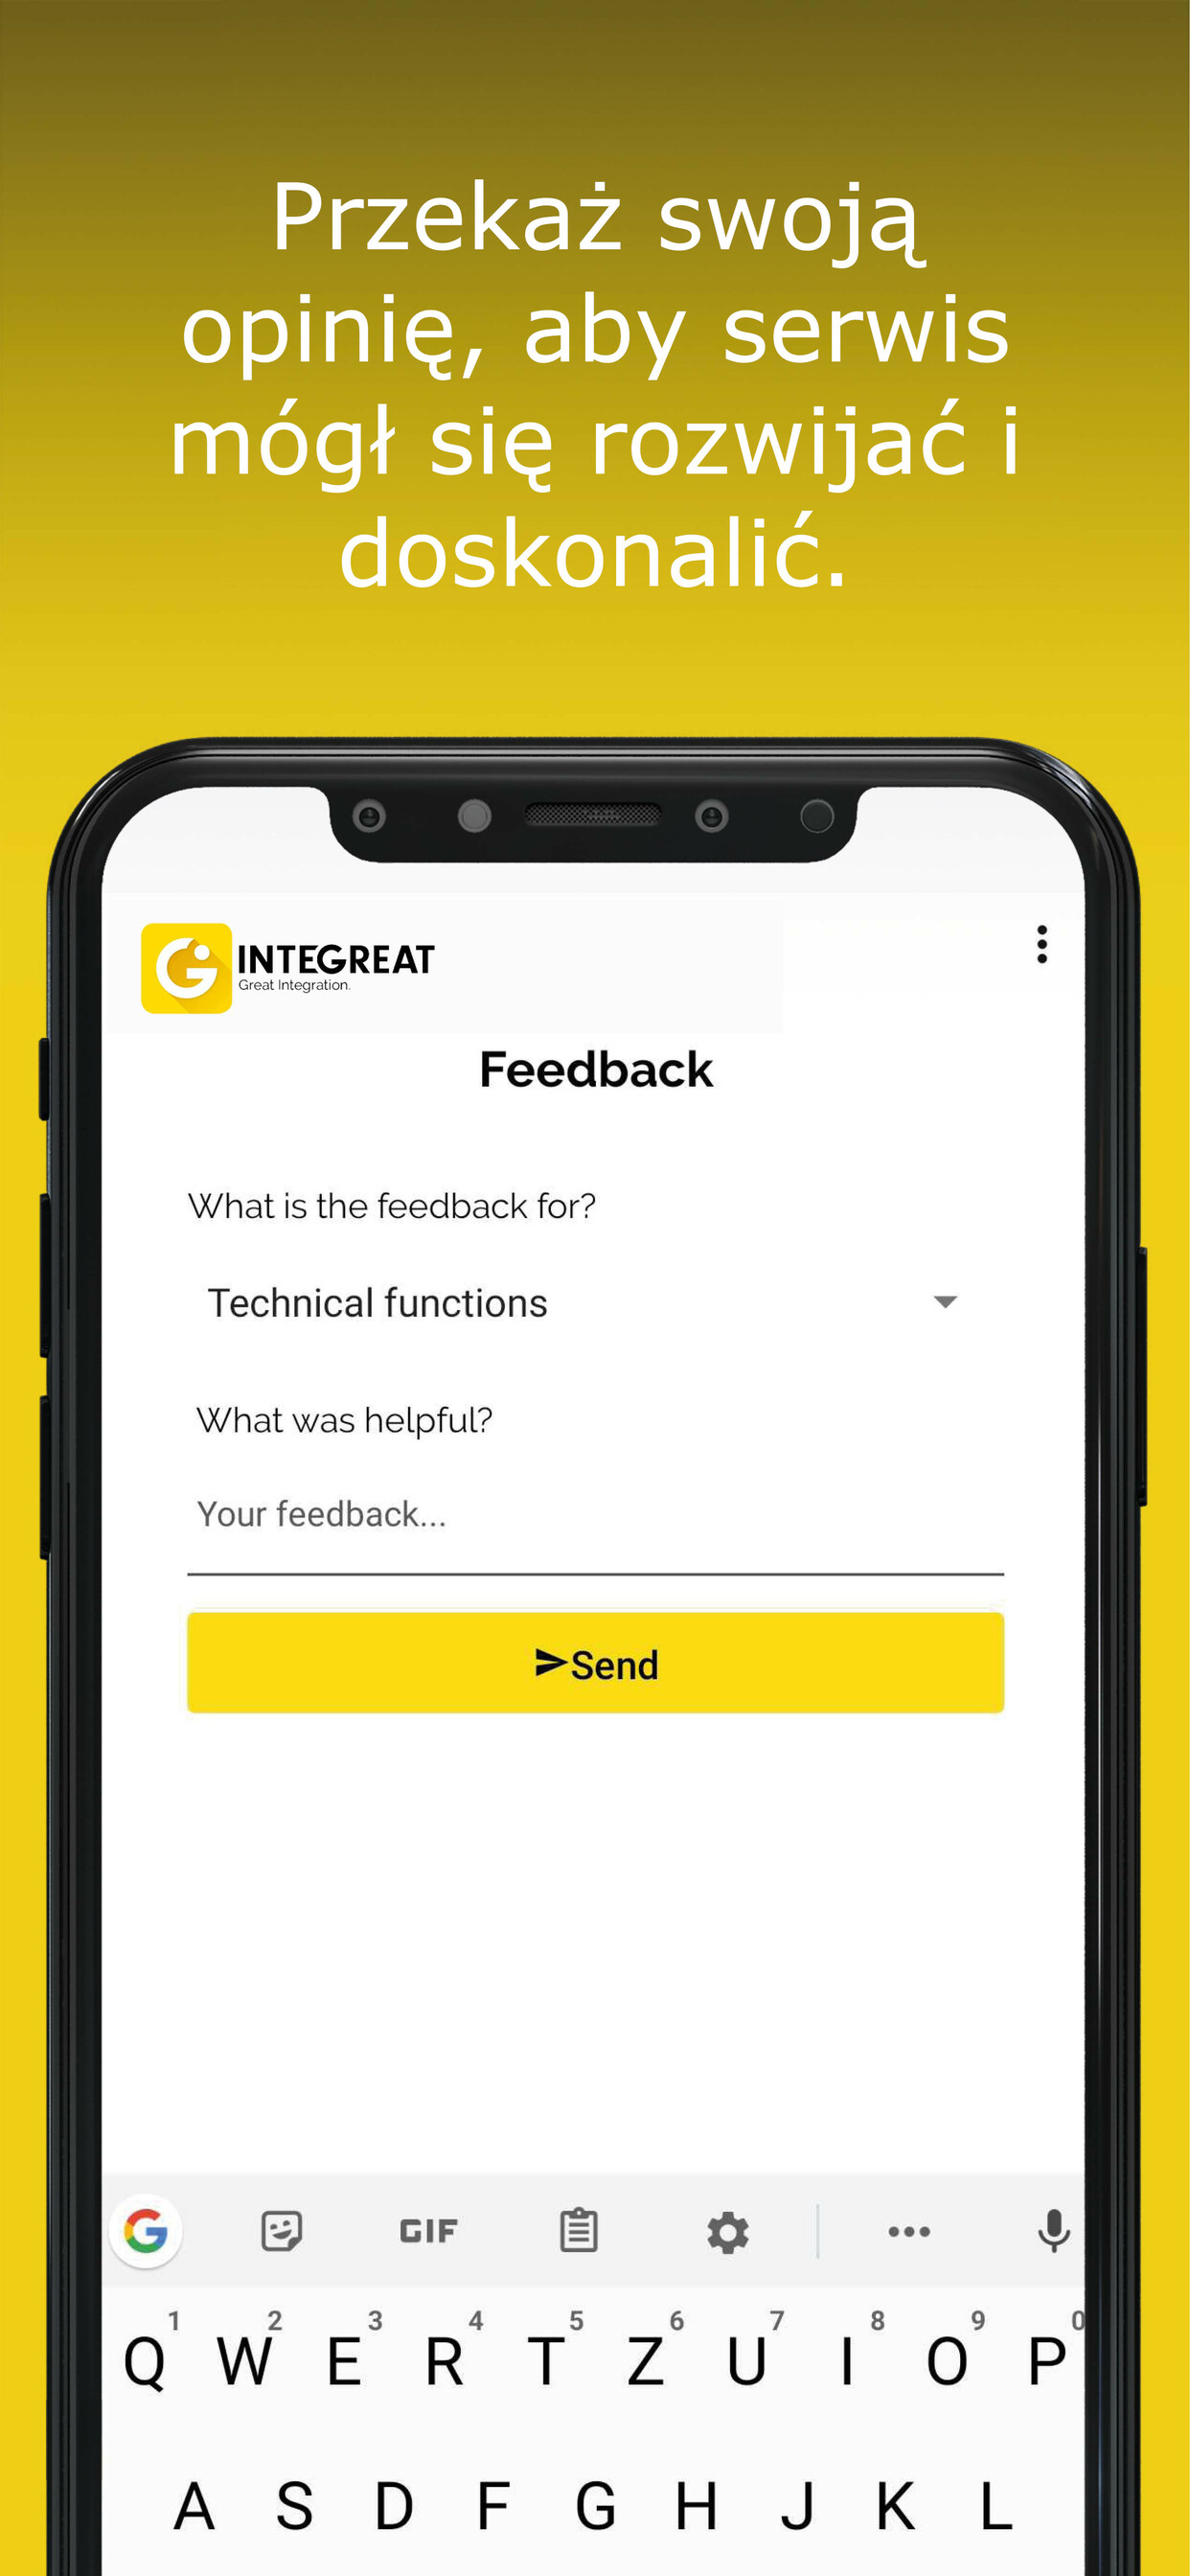 Przekaż swoją
opinię, aby serwis
mógł się rozwijać i
doskonalić.
INTEGREAT
Great Integration.
Feedback
What is the feedback for?
Technical functions
What was helpful?
Your feedback...
Send
GIF
1 2 3 4 5 6 7 8 9 0
Q W E R T Z U I O P
A S D F G H J K L